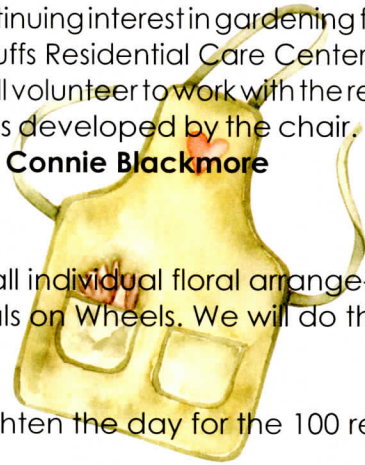 tinuing interest in gardening f
uffs Residential Care Center
ll volunteer to work with the re
s developed by the chair.
Connie Blackmore
all individual floral arrange-
ls on Wheels. We will do th
hten the day for the 100 re